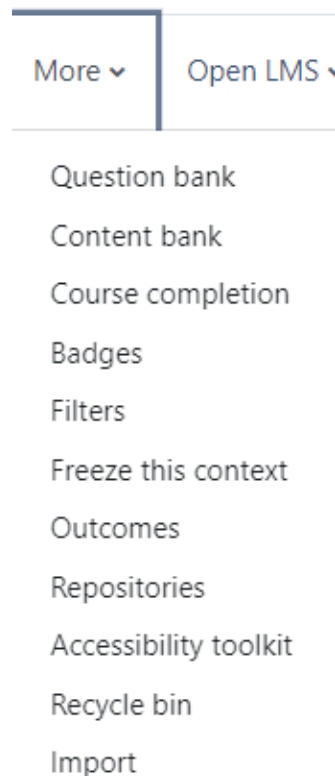 More Open LMS
Question bank
Content bank
Course completion
Badges
Filters
Freeze this context
Outcomes
Repositories
Accessibility toolkit
Recycle bin
Import